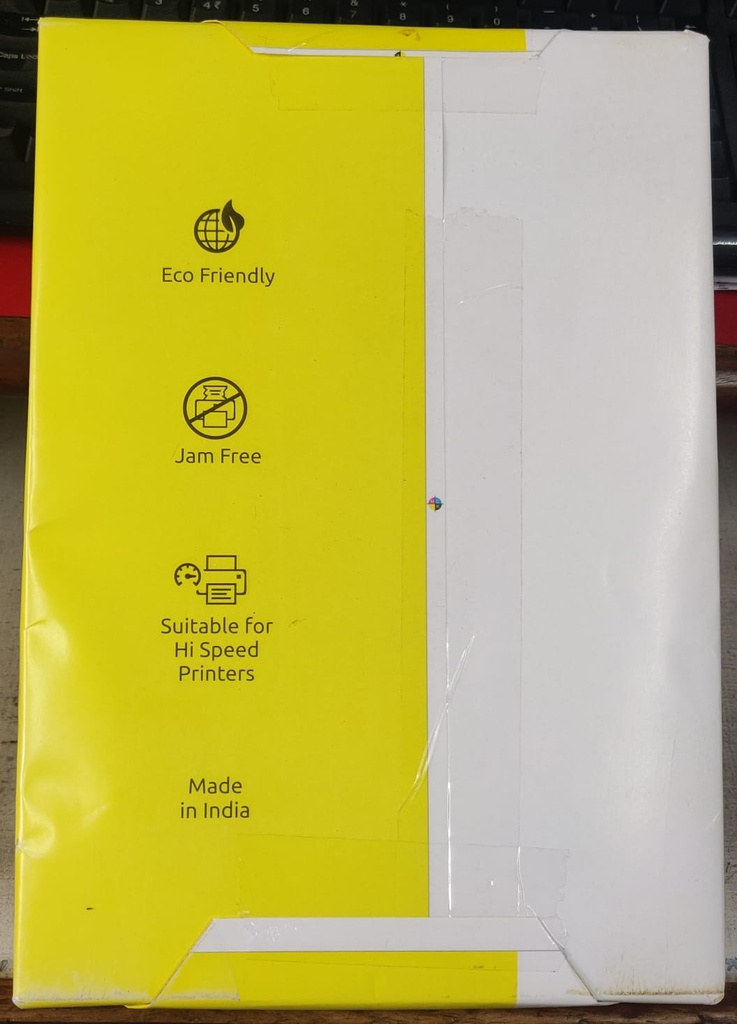 Eco Friendly
Jam Free
Suitable for
Hi Speed
Printers
Made
in India